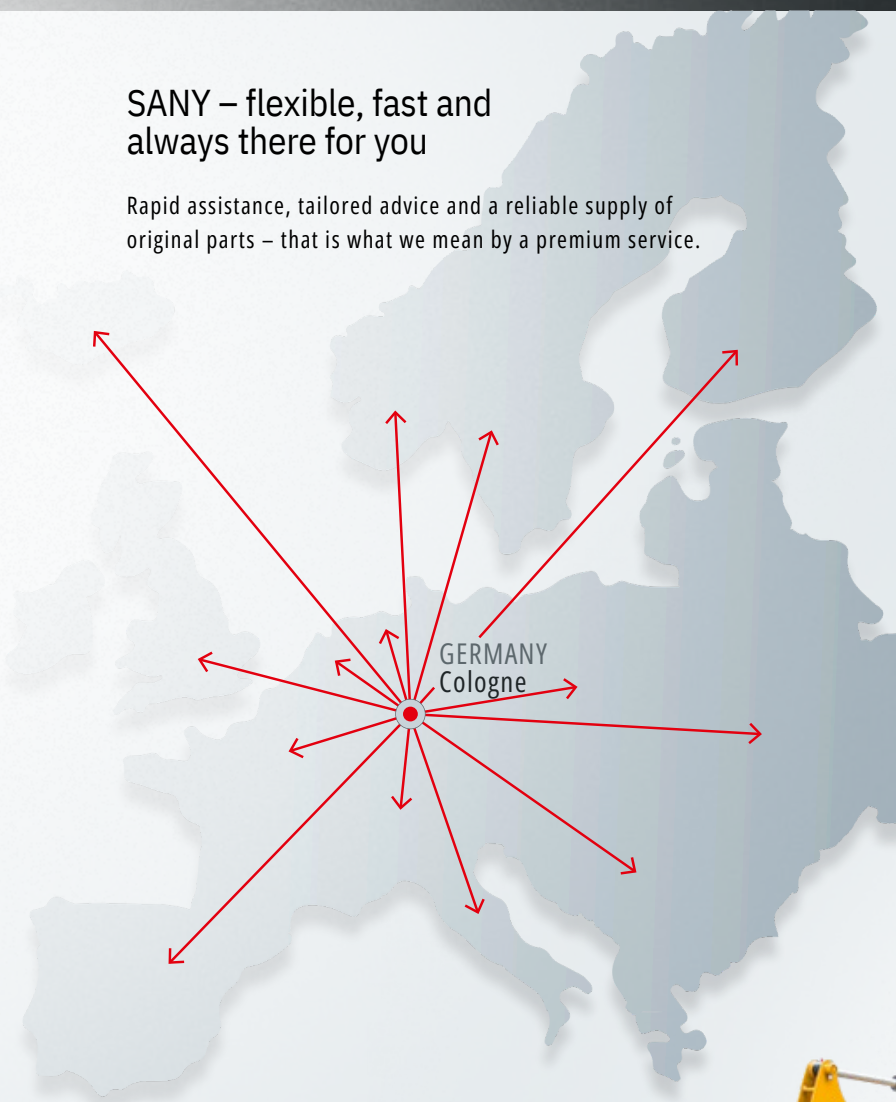 SANY – flexible, fast and
always there for you
Rapid assistance, tailored advice and a reliable supply of
original parts – that is what we mean by a premium service.
GERMANY
Cologne